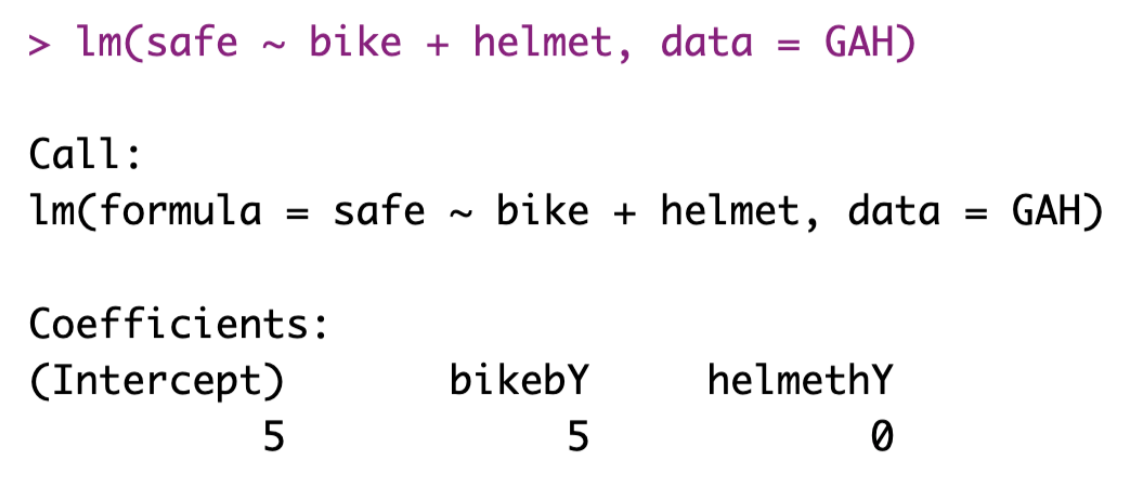 > lm(safe ~ bike + helmet, data = GAH)
Call:
lm(formula = safe ~ bike + helmet, data = GAH)
Coefficients:
(Intercept) bikebY helmethY
5 5 0